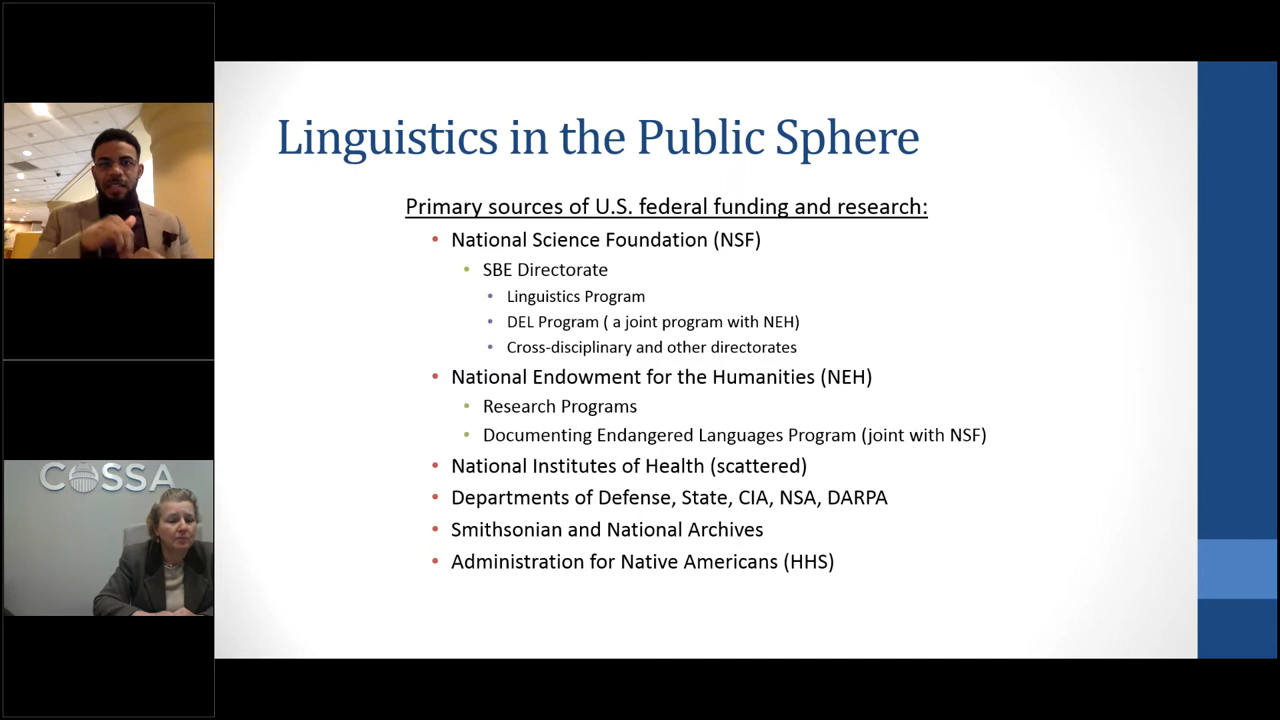 Linguistics in the Public Sphere
Primary sources of U.S. federal funding and research:
• National Science Foundation (NSF)
• SBE Directorate
• Linguistics Program
• DEL Program ( a joint program with NEH)
• Cross-disciplinary and other directorates
• National Endowment for the Humanities (NEH)
• Research Programs
• Documenting Endangered Languages Program (joint with NSF)
• National Institutes of Health (scattered)
• Departments of Defense, State, CIA, NSA, DARPA
• Smithsonian and National Archives
• Administration for Native Americans (HHS)
COSSA